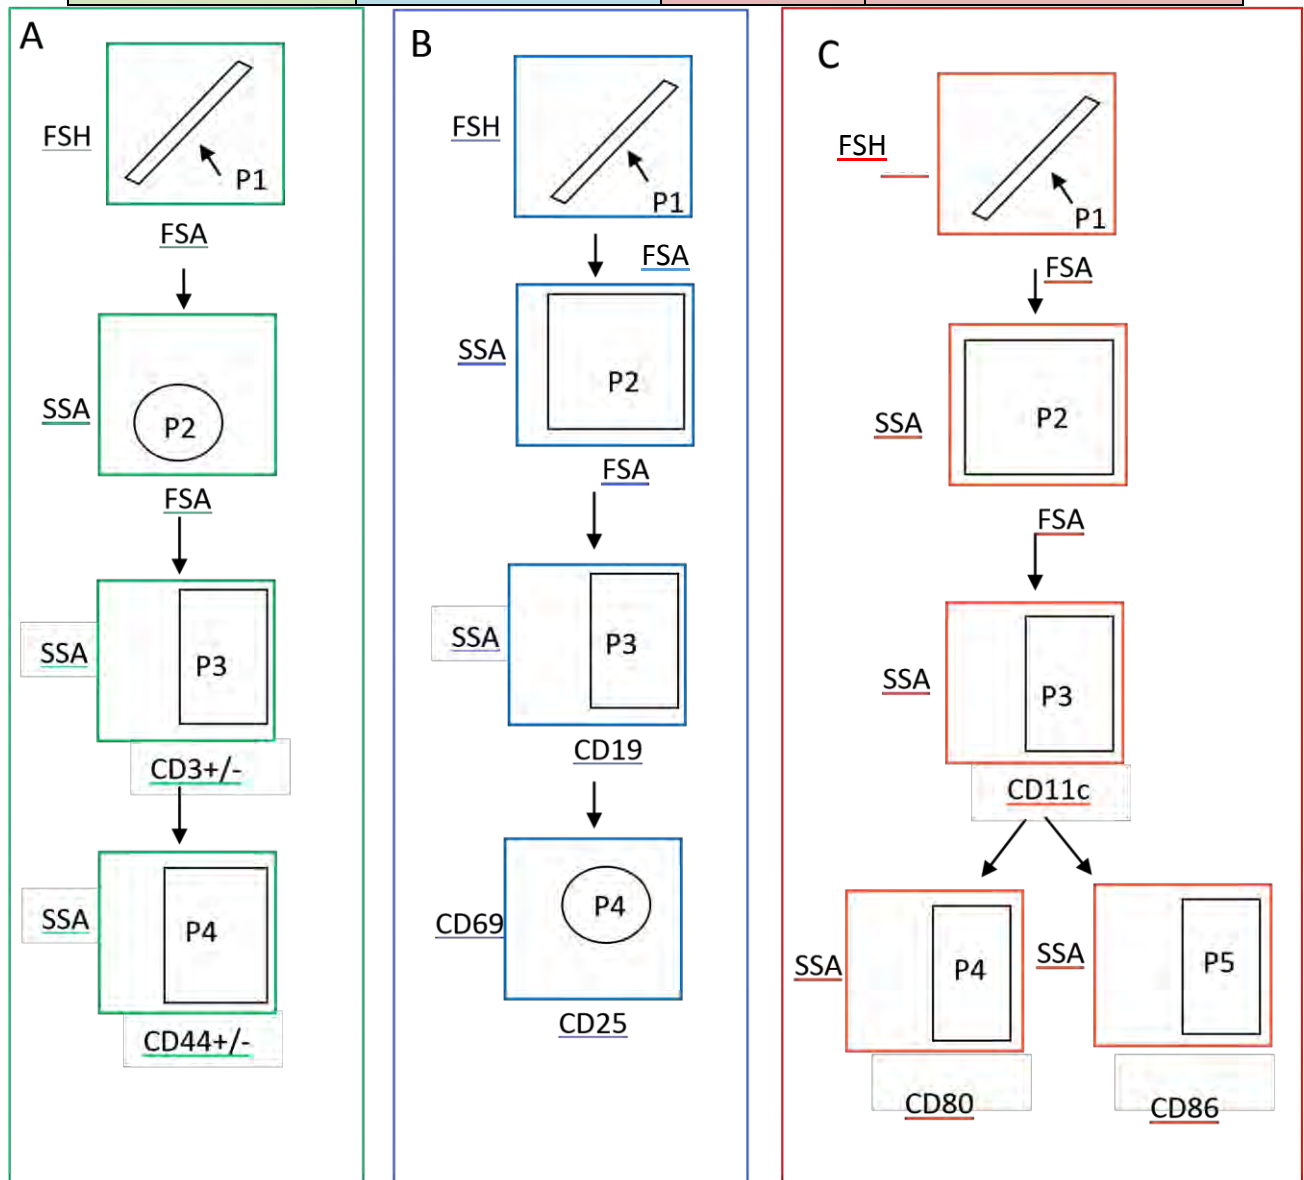 A
FSH
P1
FSA
SSA
P2
FSA
SSA
P3
CD3+/-
SSA
P4
CD44+/-
B
FSH
P1
FSA
SSA
P2
FSA
SSA
P3
CD19
CD69
P4
CD25
C
FSH
P1
FSA
SSA
P2
FSA
SSA
P3
CD11c
SSA
P4
CD80
SSA
P5
CD86